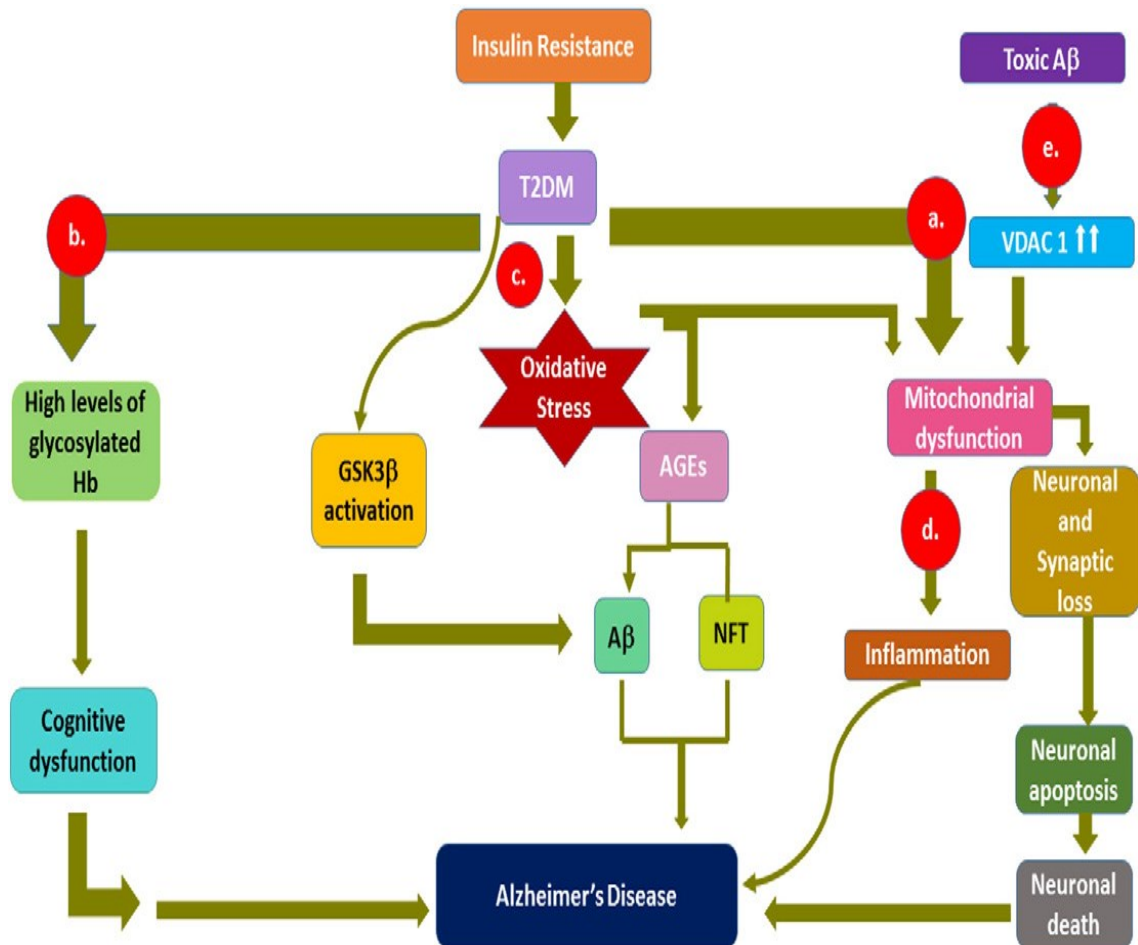 Insulin Resistance
Toxic Aβ
e.
T2DM
b.
a.
VDAC 1 ⇈
c.
Oxidative
Stress
High levels of
glycosylated
Hb
GSK3β
activation
AGEs
Mitochondrial
dysfunction
Neuronal
and
Synaptic
loss
d.
Aβ
NFT
Inflammation
Cognitive
dysfunction
Neuronal
apoptosis
Alzheimer's Disease
Neuronal
death